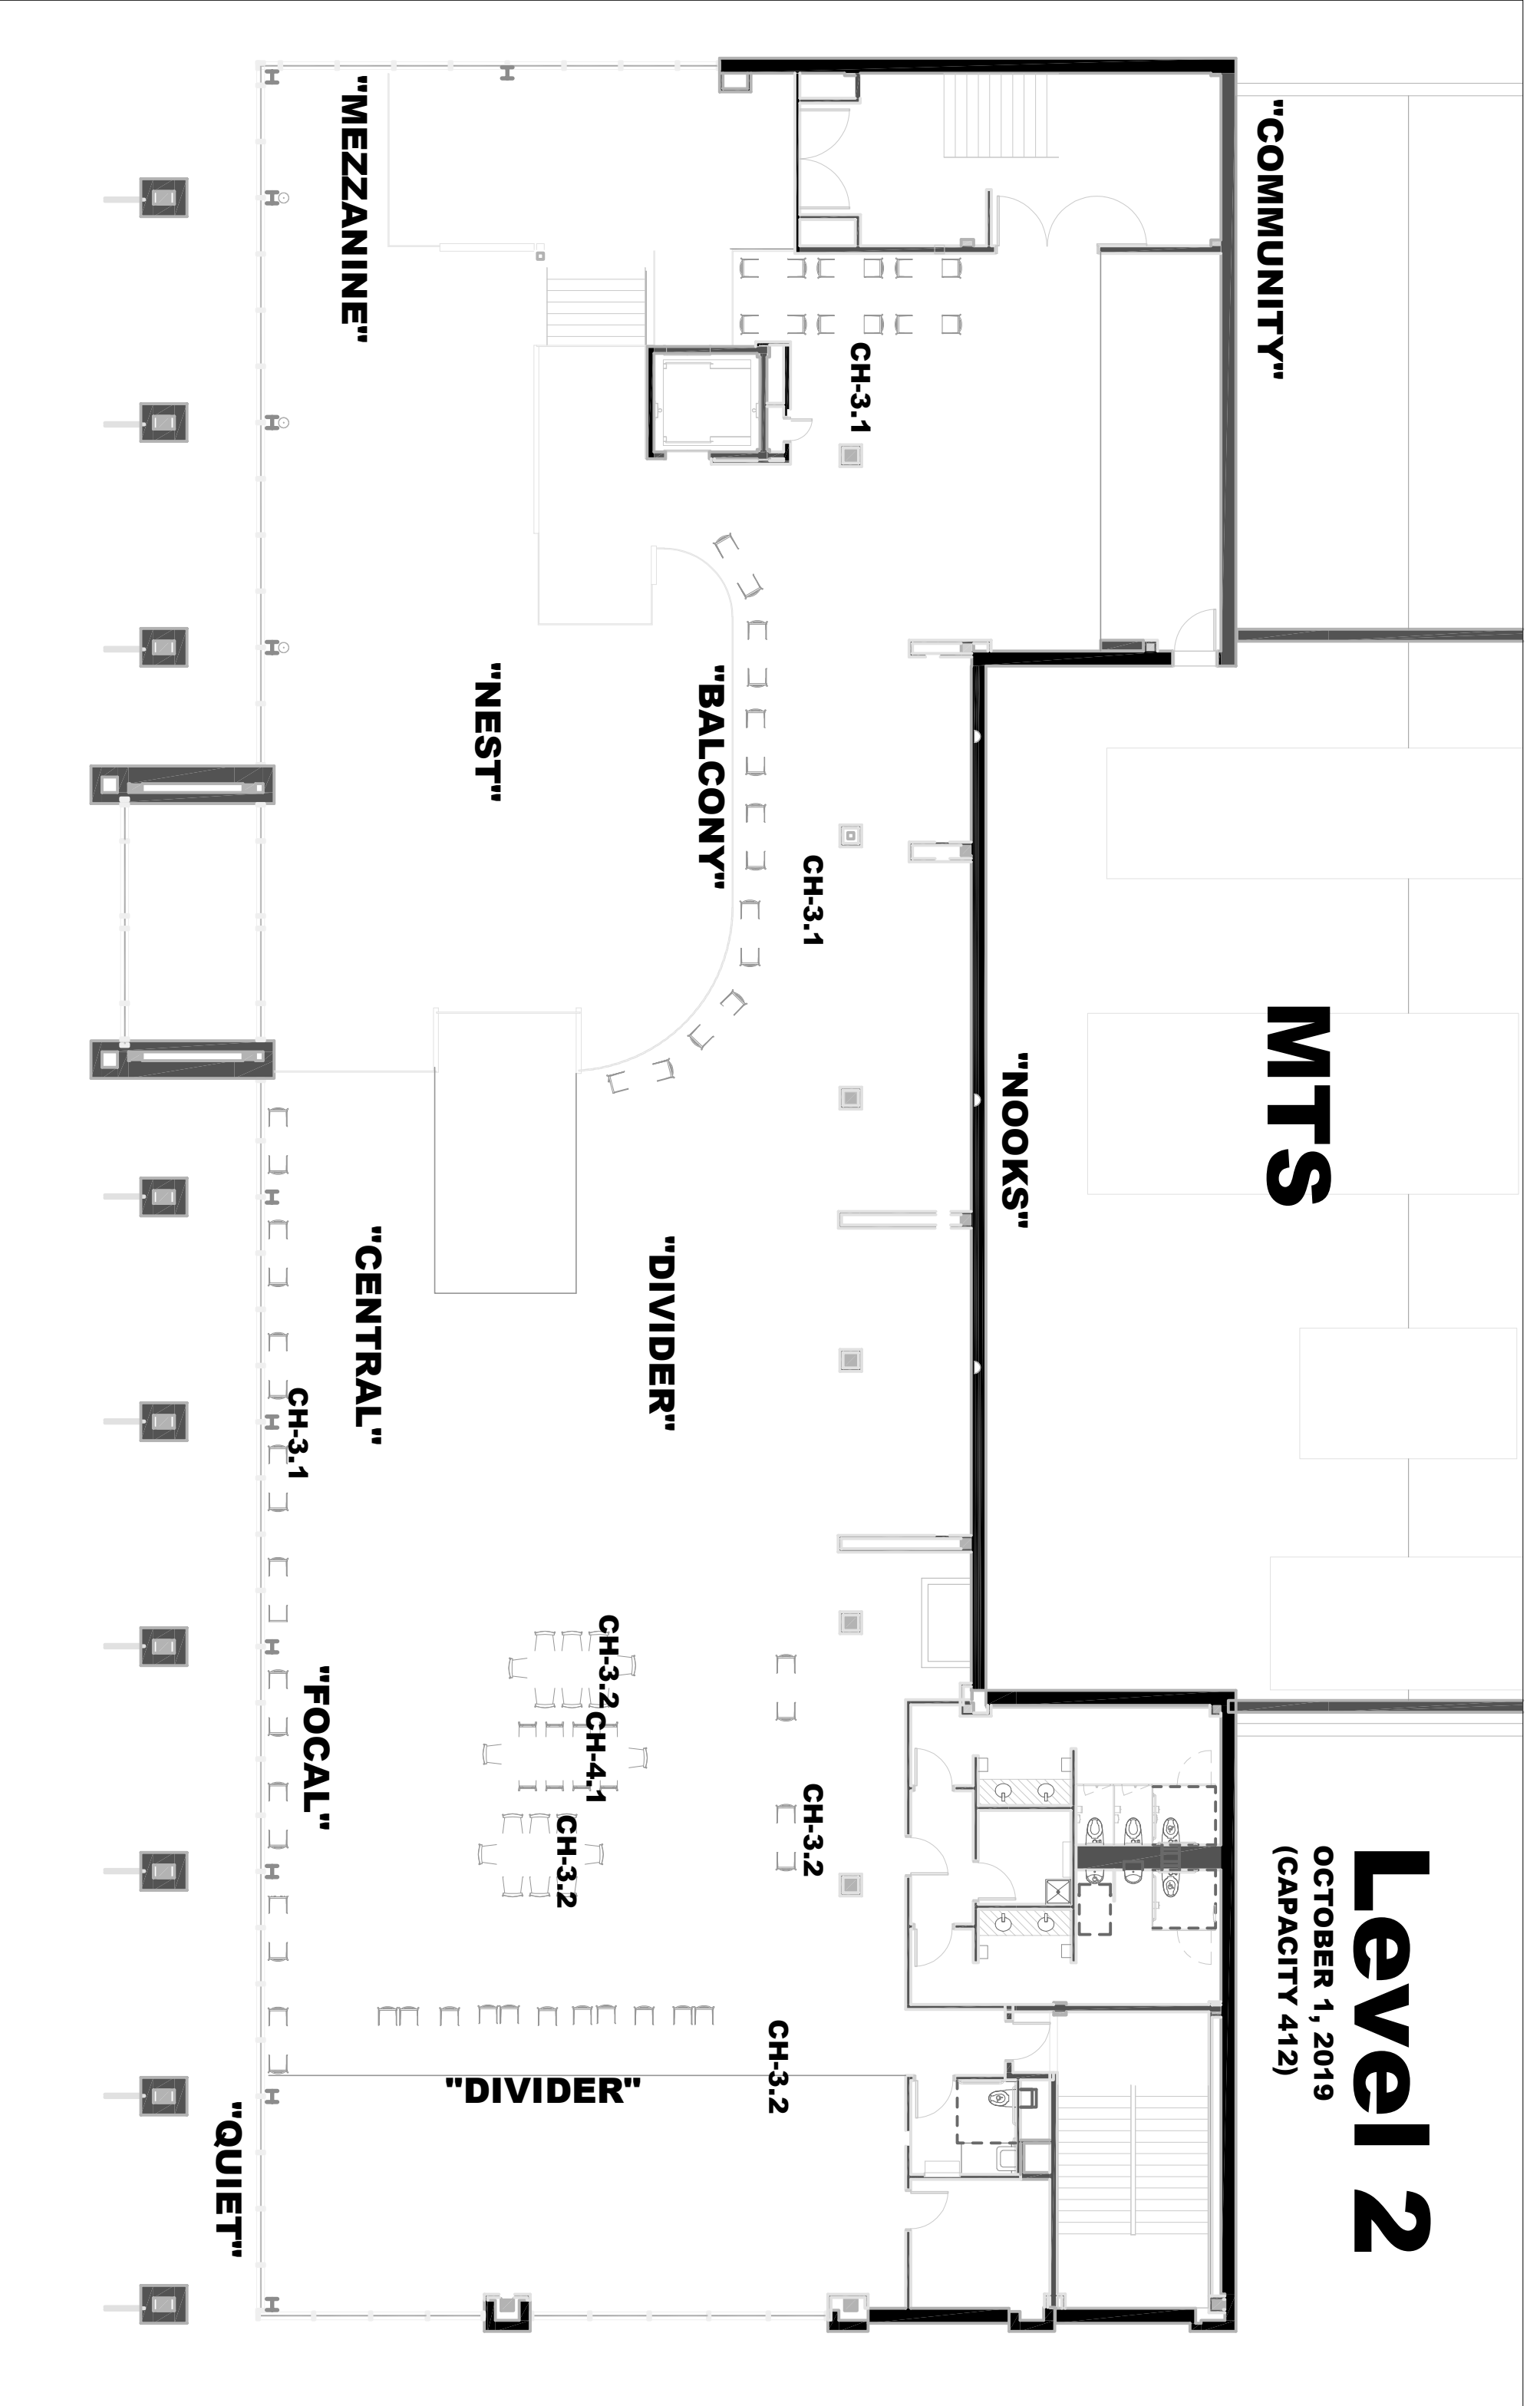 Level 2
OCTOBER 1, 2019
(CAPACITY 412)
MTS
"COMMUNITY"
"NOOKS"
CH-3.1
CH-3.1
CH-3.2
CH-3.2
"BALCONY"
"DIVIDER"
CH-3.2
CH-4.1
CH-3.2
"DIVIDER"
"NEST"
"MEZZANINE"
"CENTRAL"
"FOCAL"
CH-3.1
"QUIET"